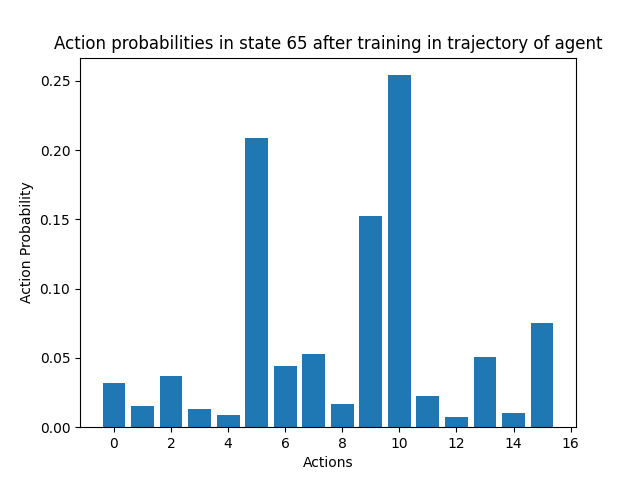 Action probabilities in state 65 after training in trajectory of agent
0.25
0.20
0.15
0.10
0.05
0.00
Action Probability
0 2 4 6 8 10 12 14 16
Actions